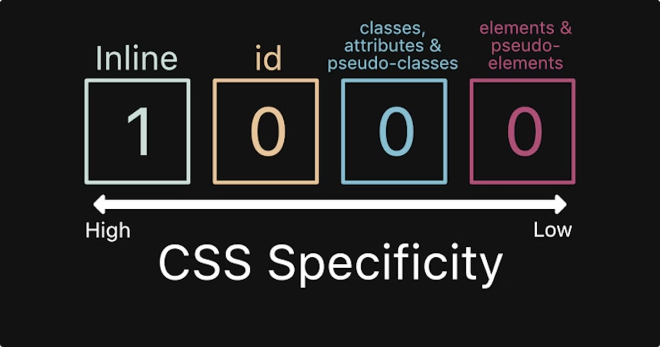 Inline
id
classes,
attributes &
pseudo-classes
elements &
pseudo-
elements
1
0
0
0
High
Low
CSS Specificity